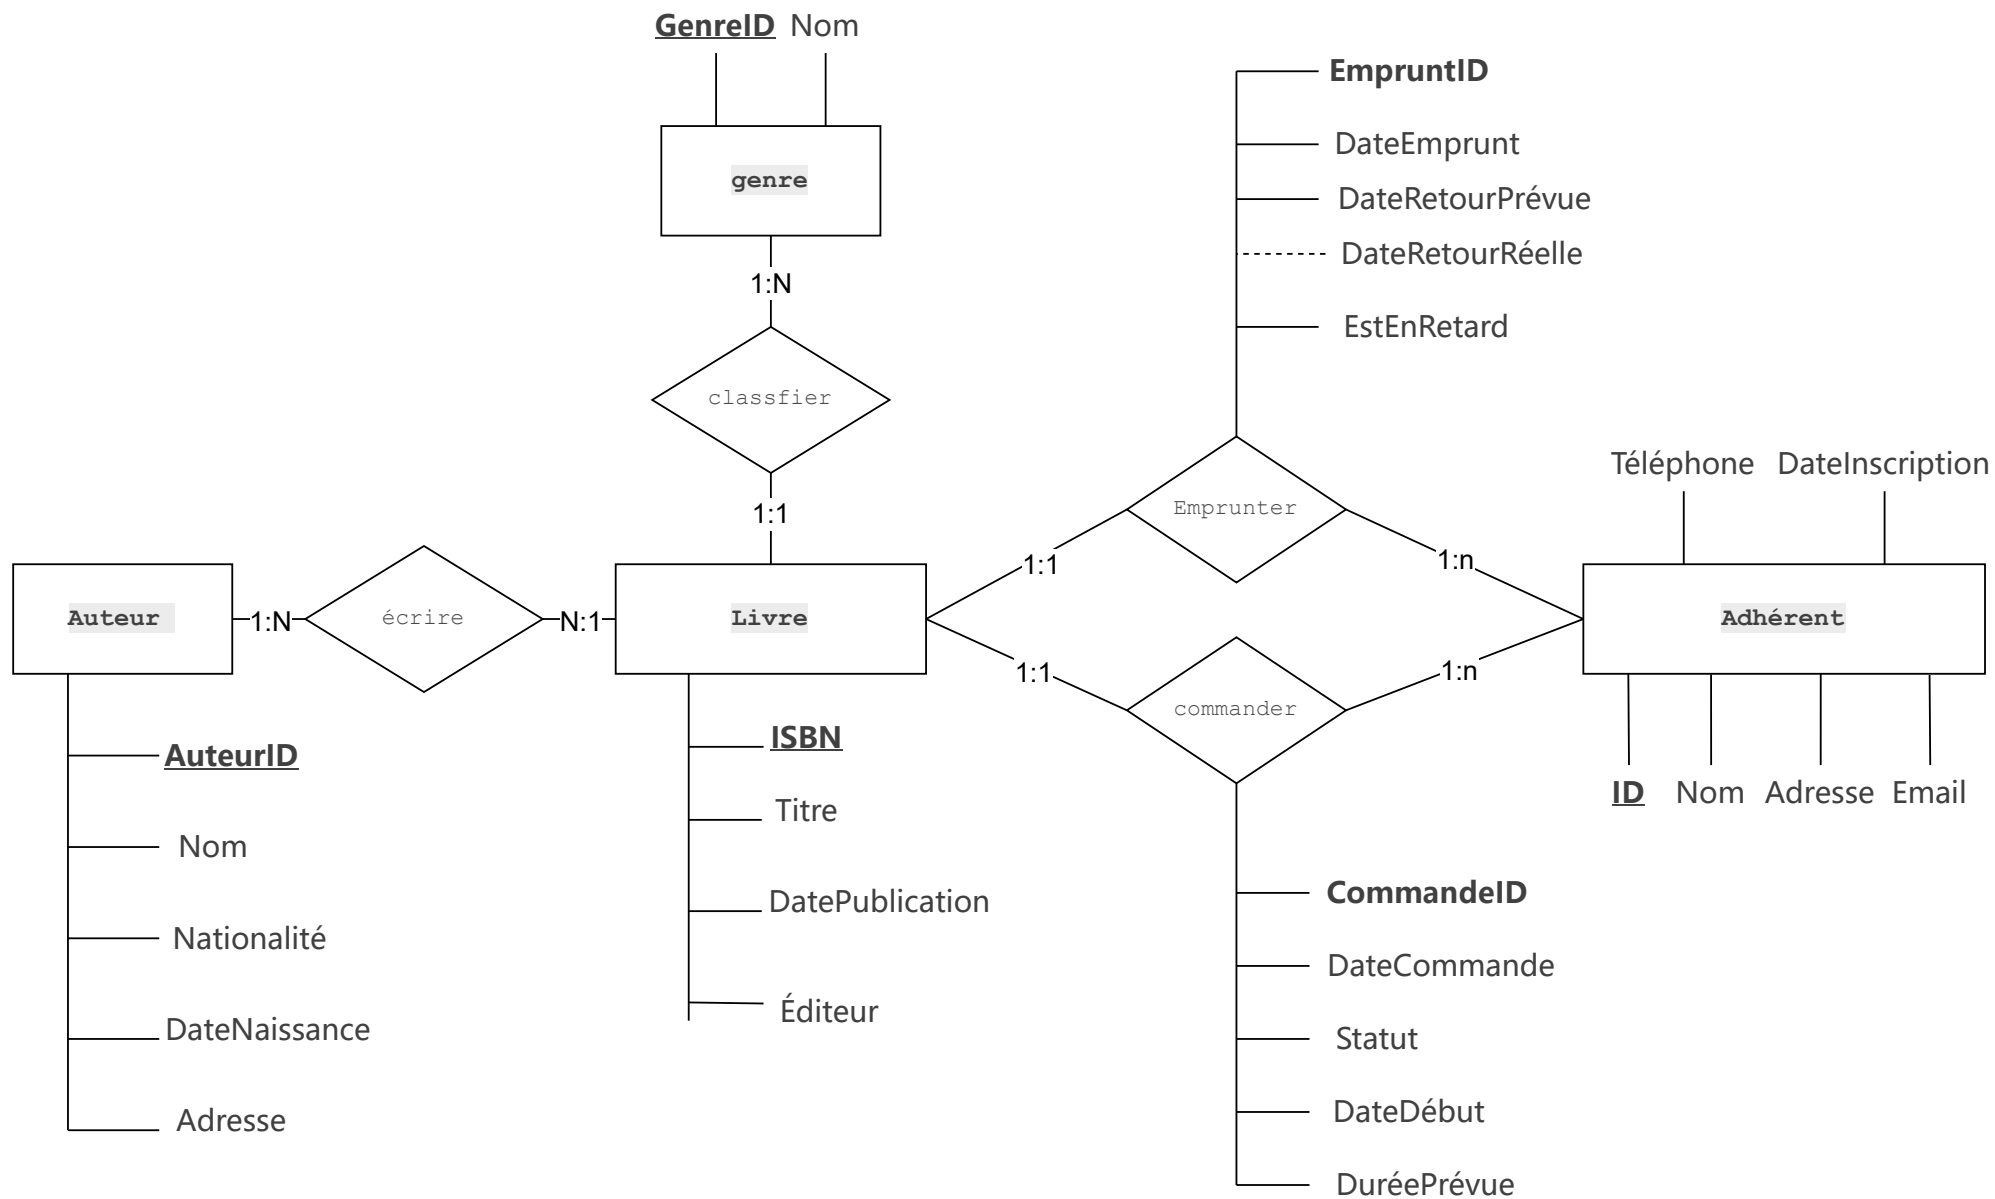 GenreID Nom
genre
1:N
classfier
1:1
EmpruntID
DateEmprunt
DateRetourPrévue
DateRetourRéelle
EstEnRetard
Emprunter
1:1
1:n
Téléphone DateInscription
Auteur
1:N
écrire
N:1
Livre
Adhérent
1:1
1:n
commander
AuteurID
Nom
Nationalité
DateNaissance
Adresse
ISBN
Titre
DatePublication
Éditeur
ID Nom Adresse Email
CommandeID
DateCommande
Statut
DateDébut
DuréePrévue